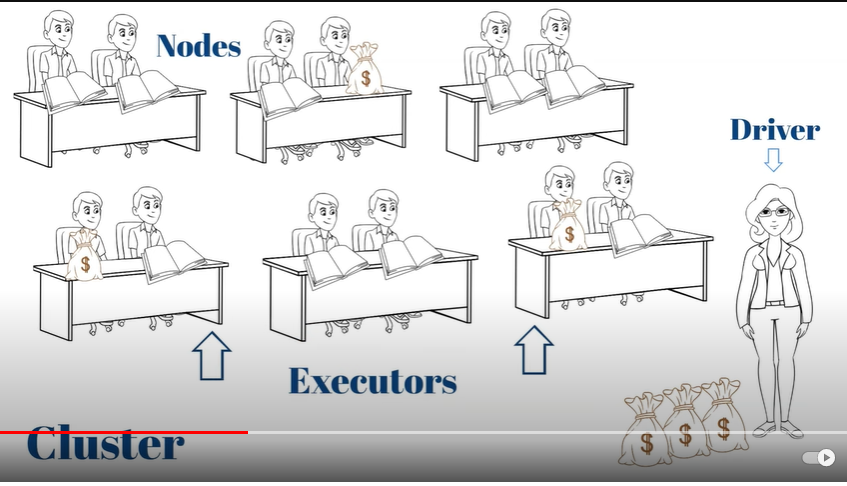 Nodes
$
Driver
$
$
Executors
Cluster
$ $ $